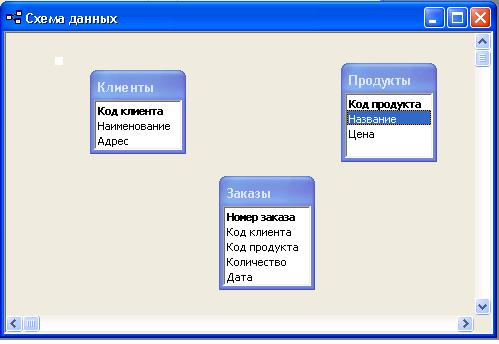 Схема данных
Клиенты
Код клиента
Наименование
Адрес
Продукты
Код продукта
Название
Цена
Заказы
Номер заказа
Код клиента
Код продукта
Количество
Дата